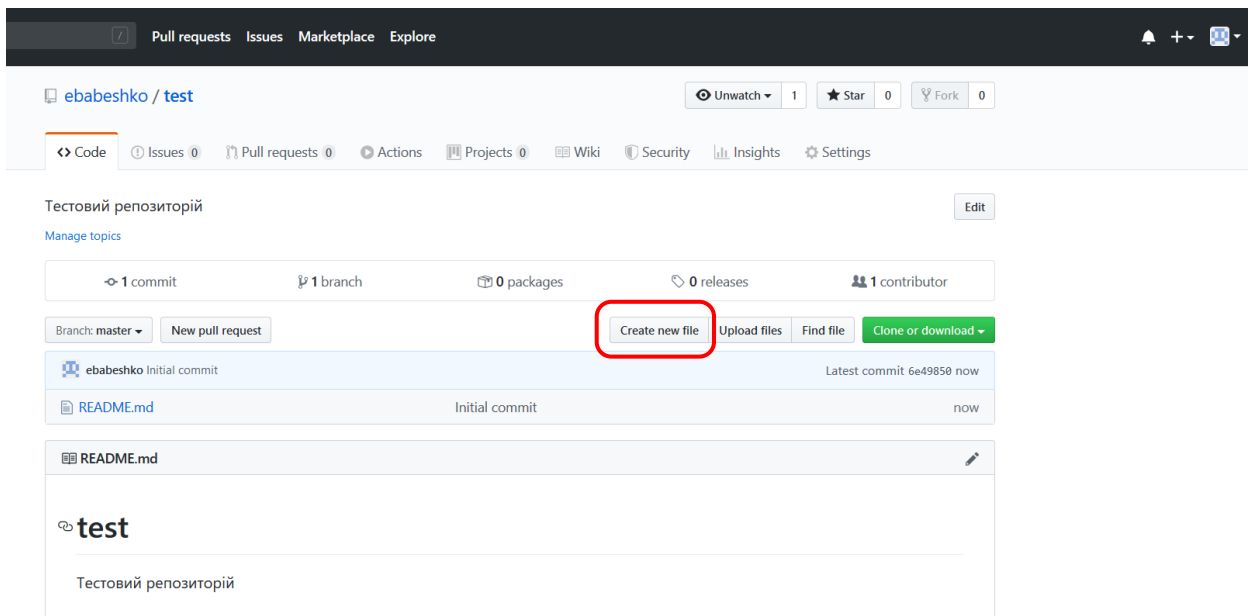 / Pull requests Issues Marketplace Explore
ebabeshko / test Unwatch 1 Star 0 Fork 0
Code Issues 0 Pull requests 0 Actions Projects 0 Wiki Security Insights Settings
Тестовий репозиторій Edit
Manage topics
1 commit 1 branch 0 packages 0 releases 1 contributor
Branch: master New pull request Create new file Upload files Find file Clone or download
ebabeshko Initial commit Latest commit 6e49850 now
README.md Initial commit now
README.md
test
Тестовий репозиторій